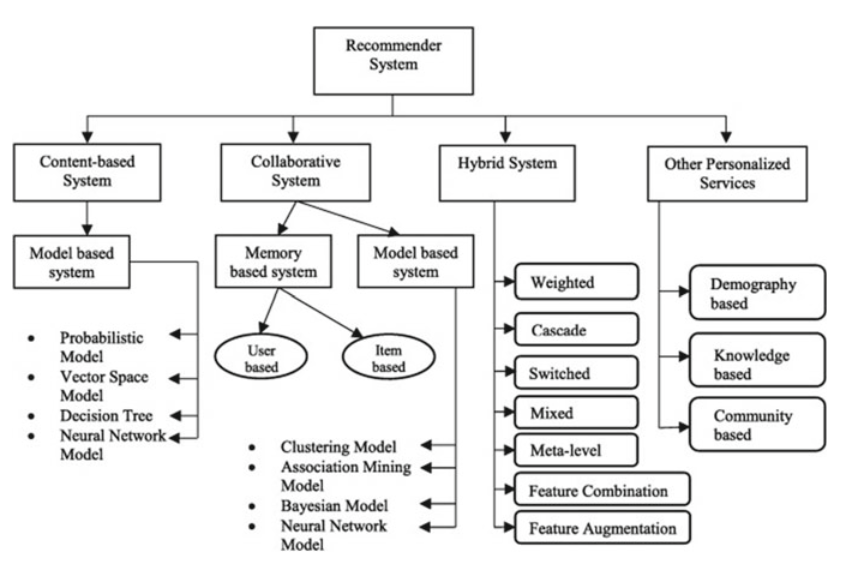 Recommender
System
Content-based
System
Collaborative
System
Hybrid System
Other Personalized
Services
Model based
system
Memory
based system
Model based
system
User
based
Item
based
• Probabilistic
Model
• Vector Space
Model
• Decision Tree
• Neural Network
Model
• Clustering Model
• Association Mining
Model
• Bayesian Model
• Neural Network
Model
Weighted
Cascade
Switched
Mixed
Meta-level
Feature Combination
Feature Augmentation
Demography
based
Knowledge
based
Community
based